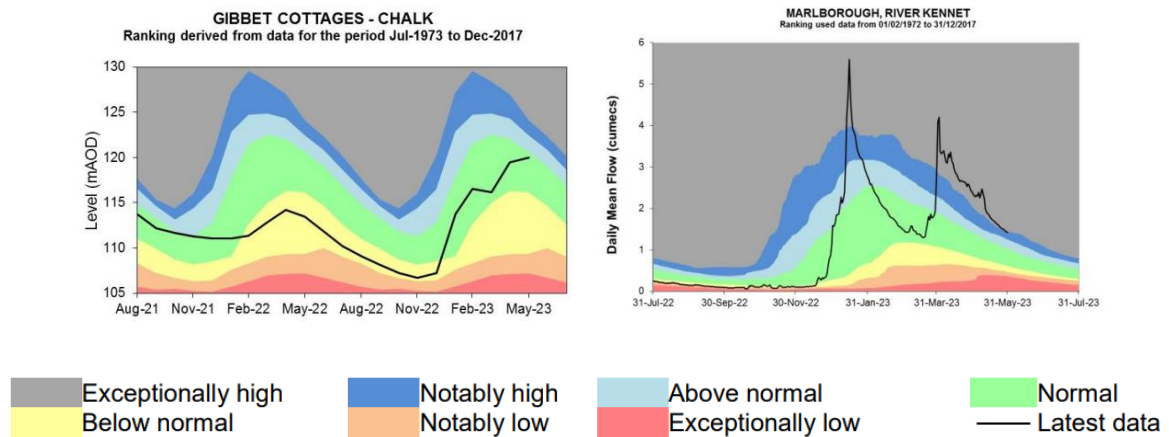 GIBBET COTTAGES - CHALK
Ranking derived from data for the period Jul-1973 to Dec-2017
Level (mAOD)
130
125
120
115
110
105
Aug-21 Nov-21 Feb-22 May-22 Aug-22 Nov-22 Feb-23 May-23
MARLBOROUGH, RIVER KENNET
Ranking used data from 01/02/1972 to 31/12/2017
Daily Mean Flow (cumecs)
6
5
4
3
2
1
0
31-Jul-22 30-Sep-22 30-Nov-22 31-Jan-23 31-Mar-23 31-May-23 31-Jul-23
Exceptionally high Notably high Above normal Normal
Below normal Notably low Exceptionally low Latest data